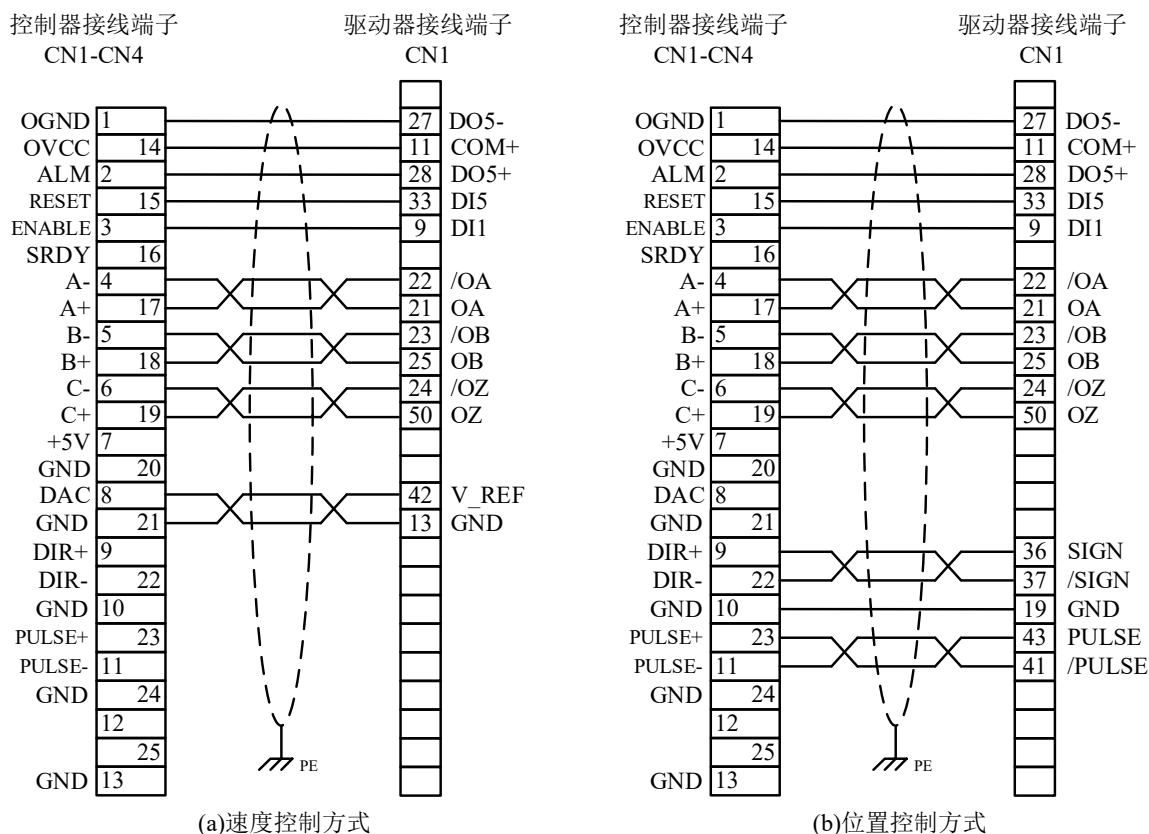 控制器接线端子 驱动器接线端子
CN1-CN4 CN1
OGND 1 27 DO5-
OVCC 14 11 COM+
ALM 2 28 DO5+
RESET 15 33 DI5
ENABLE 3 9 DI1
SRDY 16
A- 4 22 /OA
A+ 17 21 OA
B- 5 23 /OB
B+ 18 25 OB
C- 6 24 /OZ
C+ 19 50 OZ
+5V 7
GND 20
DAC 8 42 V_REF
GND 21 13 GND
DIR+ 9
DIR- 22
GND 10
PULSE+ 23
PULSE- 11
GND 24
12
25
GND 13
PE
(a)速度控制方式
控制器接线端子 驱动器接线端子
CN1-CN4 CN1
OGND 1 27 DO5-
OVCC 14 11 COM+
ALM 2 28 DO5+
RESET 15 33 DI5
ENABLE 3 9 DI1
SRDY 16
A- 4 22 /OA
A+ 17 21 OA
B- 5 23 /OB
B+ 18 25 OB
C- 6 24 /OZ
C+ 19 50 OZ
+5V 7
GND 20
DAC 8
GND 21
DIR+ 9 36 SIGN
DIR- 22 37 /SIGN
GND 10 19 GND
PULSE+ 23 43 PULSE
PULSE- 11 41 /PULSE
GND 24
12
25
GND 13
PE
(b)位置控制方式